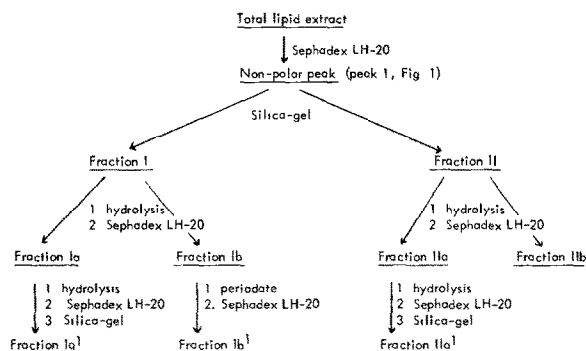 Total lipid extract
Sephadex LH-20
Non-polar peak (peak 1, Fig 1)
Silica-gel
Fraction I
Fraction II
1 hydrolysis
2 Sephadex LH-20
1 hydrolysis
2 Sephadex LH-20
Fraction Ia
Fraction Ib
Fraction IIa
Fraction IIb
1 hydrolysis
2 Sephadex LH-20
3 Silica-gel
1 periodate
2. Sephadex LH-20
1 hydrolysis
2 Sephadex LH-20
3 Silica-gel
Fraction Ia¹
Fraction Ib¹
Fraction IIa¹